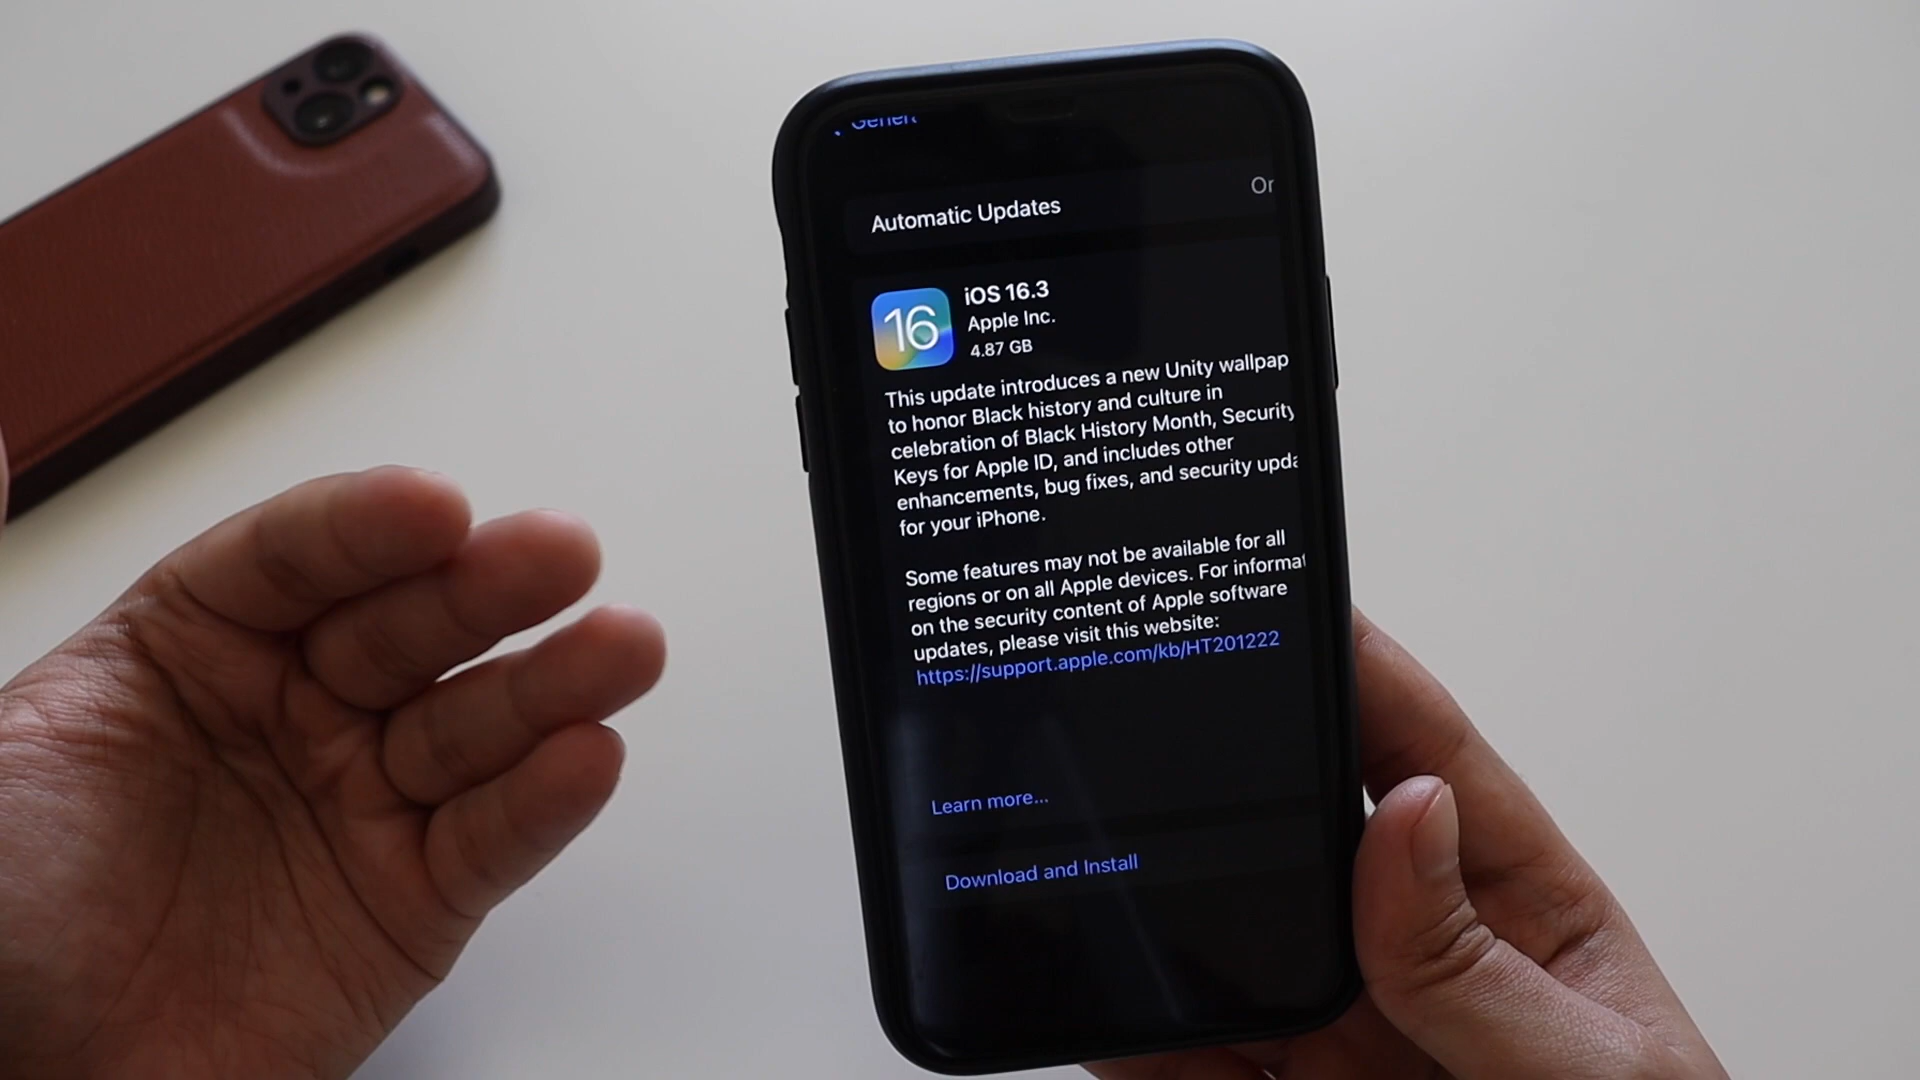 Automatic Updates
16
iOS 16.3
Apple Inc.
4.87 GB
This update introduces a new Unity wallpap
to honor Black history and culture in
celebration of Black History Month, Security
Keys for Apple ID, and includes other
enhancements, bug fixes, and security upda
for your iPhone.
Some features may not be available for all
regions or on all Apple devices. For informat
on the security content of Apple software
updates, please visit this website:
https://support.apple.com/kb/HT201222
Learn more...
Download and Install